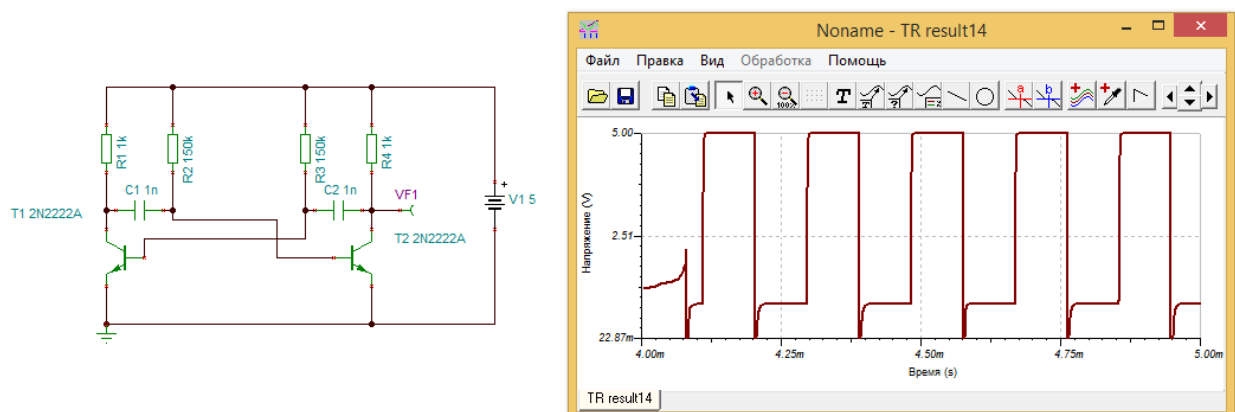 R1 1k
R2 150k
R3 150k
R4 1k
C1 1n
C2 1n
VF1
+
V1 5
T1 2N2222A
T2 2N2222A
Noname - TR result14
Файл Правка Вид Обработка Помощь
100%
T
?
a
b
5.00
2.51
22.87m
Напряжение (V)
4.00m 4.25m 4.50m 4.75m 5.00m
Время (s)
TR result14